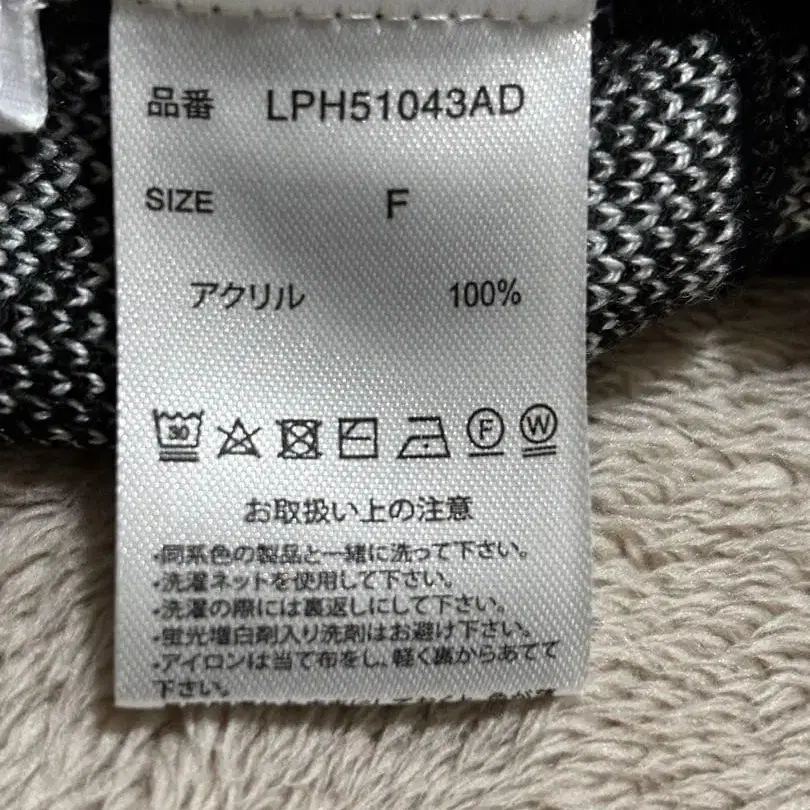 品番 LPH51043AD
SIZE F
アクリル 100%
30 F W
お取扱い上の注意
・同系色の製品と一緒に洗って下さい。
・洗濯ネットを使用して下さい。
・洗濯の際には裏返しにして下さい。
・蛍光増白剤入り洗剤はお避け下さい。
・アイロンは当て布をし、軽く裏からあてて
下さい。